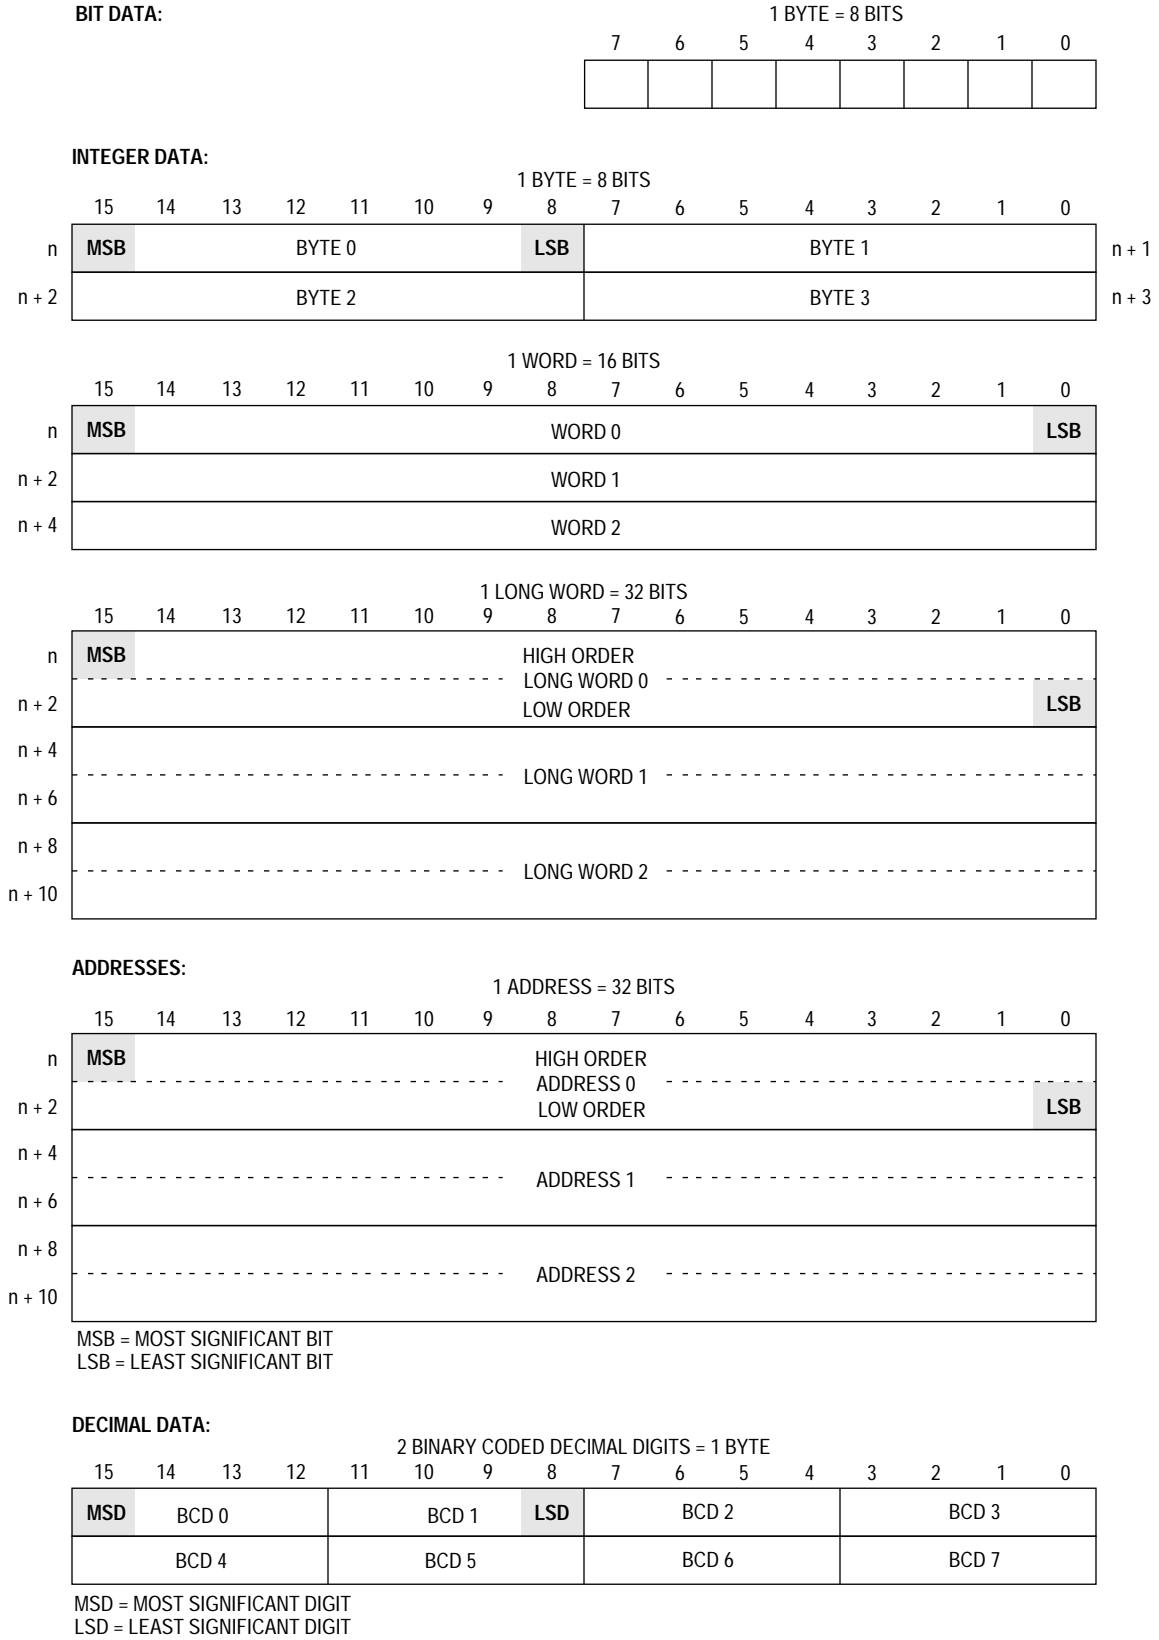 BIT DATA:
1 BYTE = 8 BITS
7 6 5 4 3 2 1 0
INTEGER DATA:
1 BYTE = 8 BITS
15 14 13 12 11 10 9 8 7 6 5 4 3 2 1 0
n MSB BYTE 0 LSB BYTE 1 n + 1
n + 2 BYTE 2 BYTE 3 n + 3
1 WORD = 16 BITS
15 14 13 12 11 10 9 8 7 6 5 4 3 2 1 0
n MSB WORD 0 LSB
n + 2 WORD 1
n + 4 WORD 2
1 LONG WORD = 32 BITS
15 14 13 12 11 10 9 8 7 6 5 4 3 2 1 0
n MSB HIGH ORDER
LONG WORD 0
n + 2 LOW ORDER LSB
n + 4
LONG WORD 1
n + 6
n + 8
LONG WORD 2
n + 10
ADDRESSES:
1 ADDRESS = 32 BITS
15 14 13 12 11 10 9 8 7 6 5 4 3 2 1 0
n MSB HIGH ORDER
ADDRESS 0
n + 2 LOW ORDER LSB
n + 4
ADDRESS 1
n + 6
n + 8
ADDRESS 2
n + 10
MSB = MOST SIGNIFICANT BIT
LSB = LEAST SIGNIFICANT BIT
DECIMAL DATA:
2 BINARY CODED DECIMAL DIGITS = 1 BYTE
15 14 13 12 11 10 9 8 7 6 5 4 3 2 1 0
MSD BCD 0 BCD 1 LSD BCD 2 BCD 3
BCD 4 BCD 5 BCD 6 BCD 7
MSD = MOST SIGNIFICANT DIGIT
LSD = LEAST SIGNIFICANT DIGIT